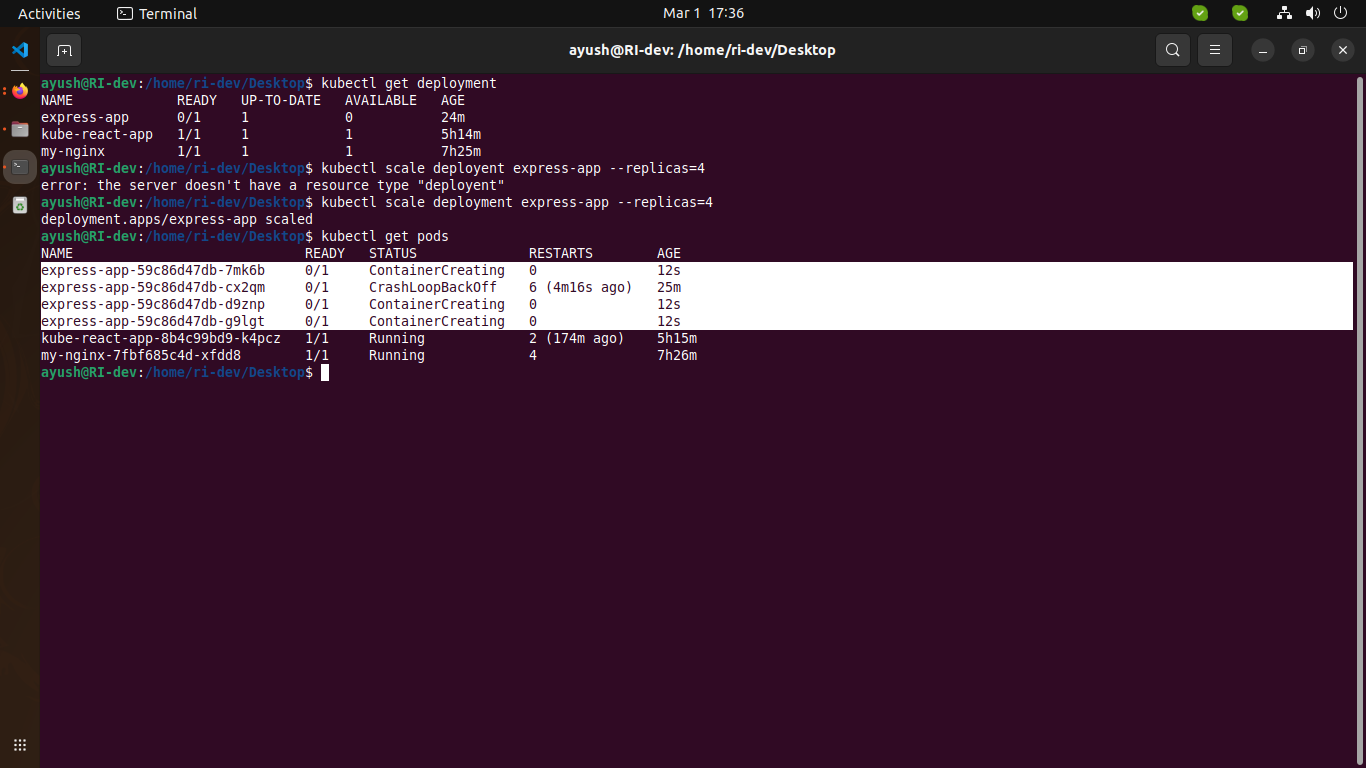 Activities Terminal Mar 1 17:36
ayush@RI-dev: /home/ri-dev/Desktop
ayush@RI-dev:/home/ri-dev/Desktop$ kubectl get deployment
NAME READY UP-TO-DATE AVAILABLE AGE
express-app 0/1 1 0 24m
kube-react-app 1/1 1 1 5h14m
my-nginx 1/1 1 1 7h25m
ayush@RI-dev:/home/ri-dev/Desktop$ kubectl scale deployent express-app --replicas=4
error: the server doesn't have a resource type "deployent"
ayush@RI-dev:/home/ri-dev/Desktop$ kubectl scale deployment express-app --replicas=4
deployment.apps/express-app scaled
ayush@RI-dev:/home/ri-dev/Desktop$ kubectl get pods
NAME READY STATUS RESTARTS AGE
express-app-59c86d47db-7mk6b 0/1 ContainerCreating 0 12s
express-app-59c86d47db-cx2qm 0/1 CrashLoopBackOff 6 (4m16s ago) 25m
express-app-59c86d47db-d9znp 0/1 ContainerCreating 0 12s
express-app-59c86d47db-g9lgt 0/1 ContainerCreating 0 12s
kube-react-app-8b4c99bd9-k4pcz 1/1 Running 2 (174m ago) 5h15m
my-nginx-7fbf685c4d-xfdd8 1/1 Running 4 7h26m
ayush@RI-dev:/home/ri-dev/Desktop$